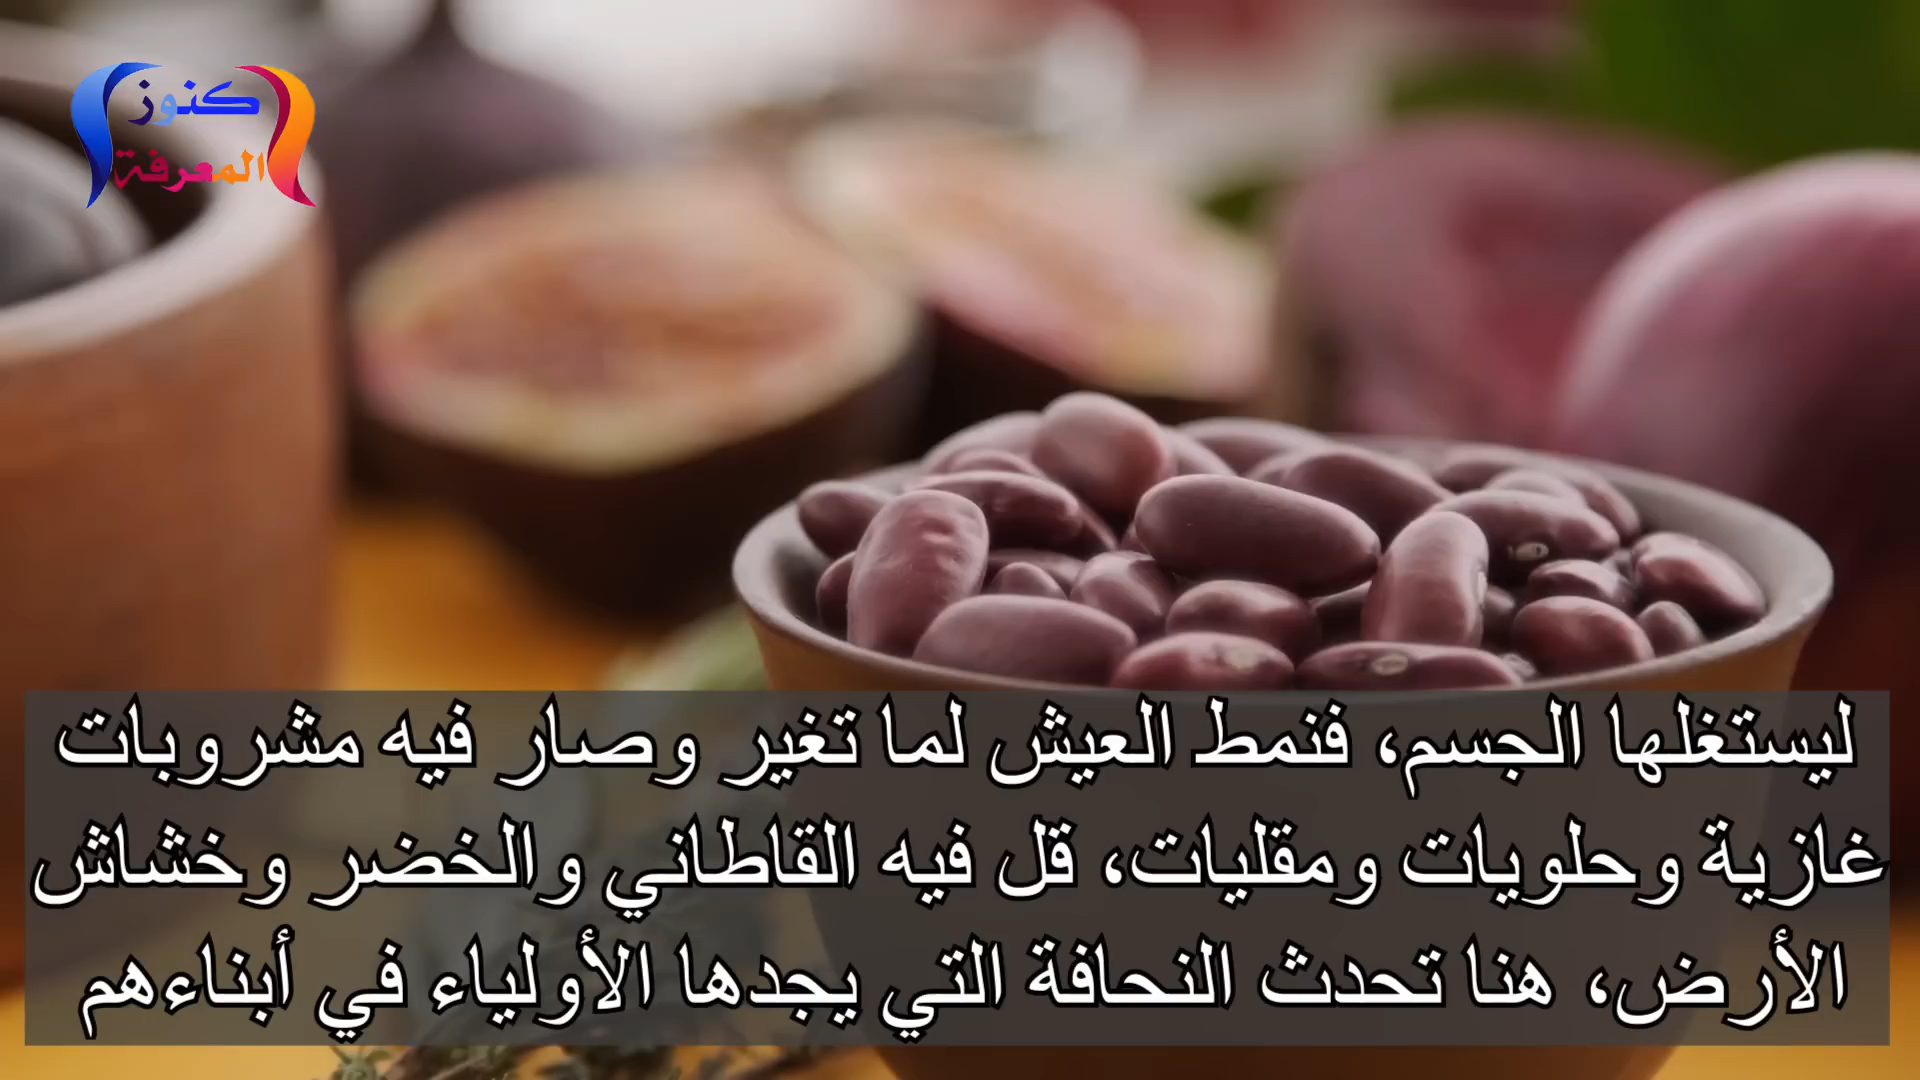 كنوز
المعرفة
ليستغلها الجسم، فنمط العيش لما تغير وصار فيه مشروبات
غازية وحلويات ومقليات، قل فيه القاطاني والخضر وخشاش
الأرض، هنا تحدث النحافة التي يجدها الأولياء في أبناءهم